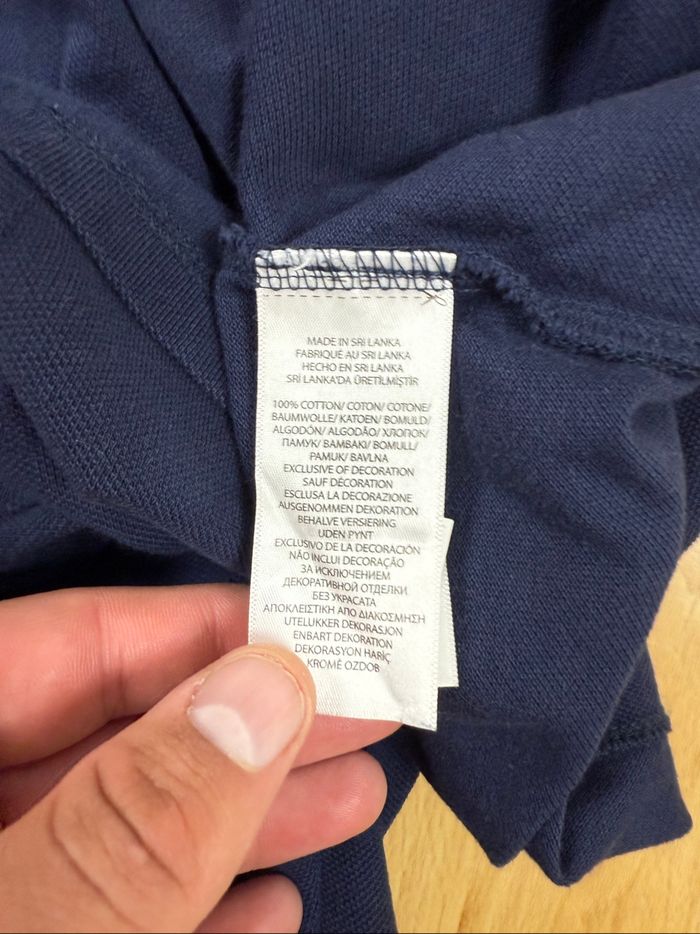 MADE IN SRI LANKA
FABRIQUÉ AU SRI LANKA
HECHO EN SRI LANKA
SRİ LANKA'DA ÜRETİLMİŞTİR
100% COTTON/ COTON/ COTONE/
BAUMWOLLE/ KATOEN/ BOMULD/
ALGODÓN/ ALGODÃO/ ХЛОПОК/
ПАМУК/ ΒΑΜΒΑΚΙ/ BOMULL/
PAMUK/ BAVLNA
EXCLUSIVE OF DECORATION
SAUF DÉCORATION
ESCLUSA LA DECORAZIONE
AUSGENOMMEN DEKORATION
BEHALVE VERSIERING
UDEN PYNT
EXCLUSIVO DE LA DECORACIÓN
NÃO INCLUI DECORAÇÃO
ЗА ИСКЛЮЧЕНИЕМ
ДЕКОРАТИВНОЙ ОТДЕЛКИ
БЕЗ УКРАСАТА
ΑΠΟΚΛΕΙΣΤΙΚΗ ΑΠΟ ΔΙΑΚΟΣΜΗΣΗ
UTELUKKER DEKORASJON
ENBART DEKORATION
DEKORASYON HARİÇ
KROMĚ OZDOB